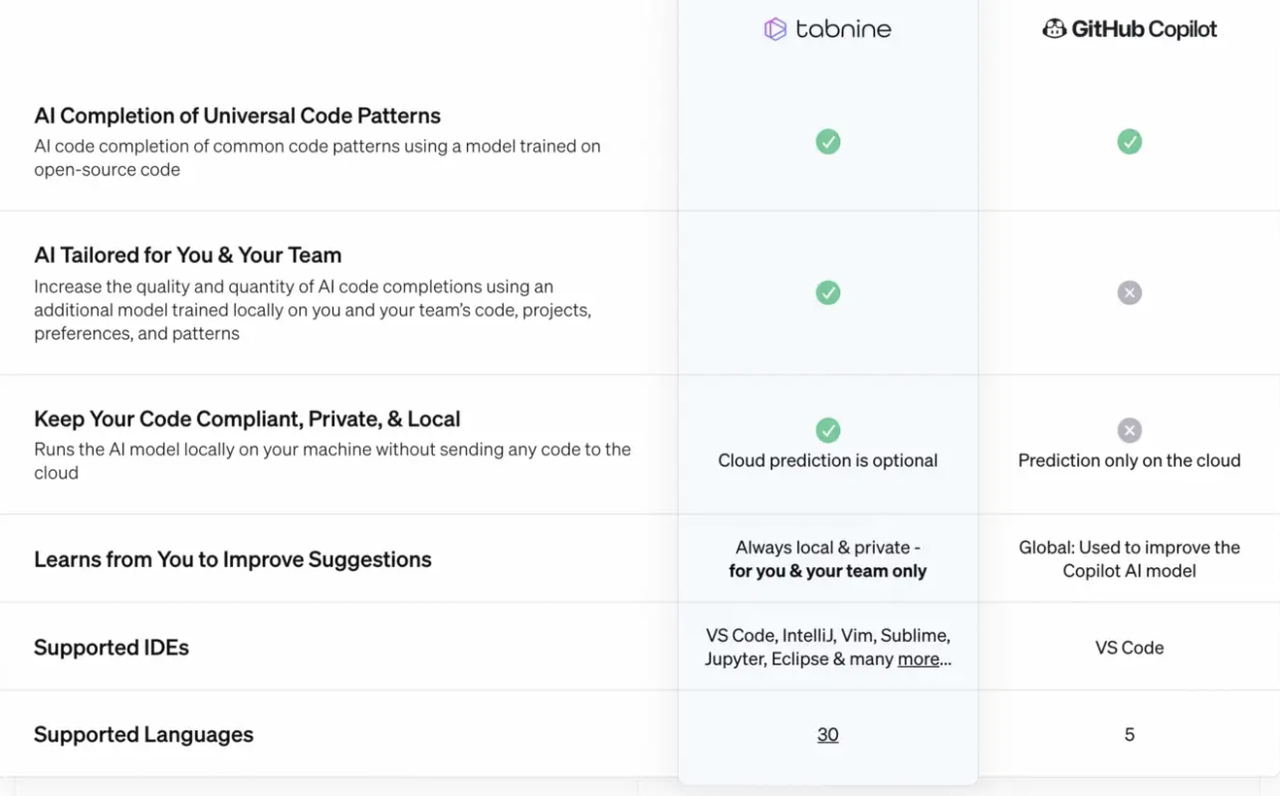 tabnine
GitHub Copilot
AI Completion of Universal Code Patterns
AI code completion of common code patterns using a model trained on
open-source code
AI Tailored for You & Your Team
Increase the quality and quantity of AI code completions using an
additional model trained locally on you and your team’s code, projects,
preferences, and patterns
Keep Your Code Compliant, Private, & Local
Runs the AI model locally on your machine without sending any code to the
cloud
Cloud prediction is optional
Prediction only on the cloud
Learns from You to Improve Suggestions
Always local & private -
for you & your team only
Global: Used to improve the
Copilot AI model
Supported IDEs
VS Code, IntelliJ, Vim, Sublime,
Jupyter, Eclipse & many more...
VS Code
Supported Languages
30
5